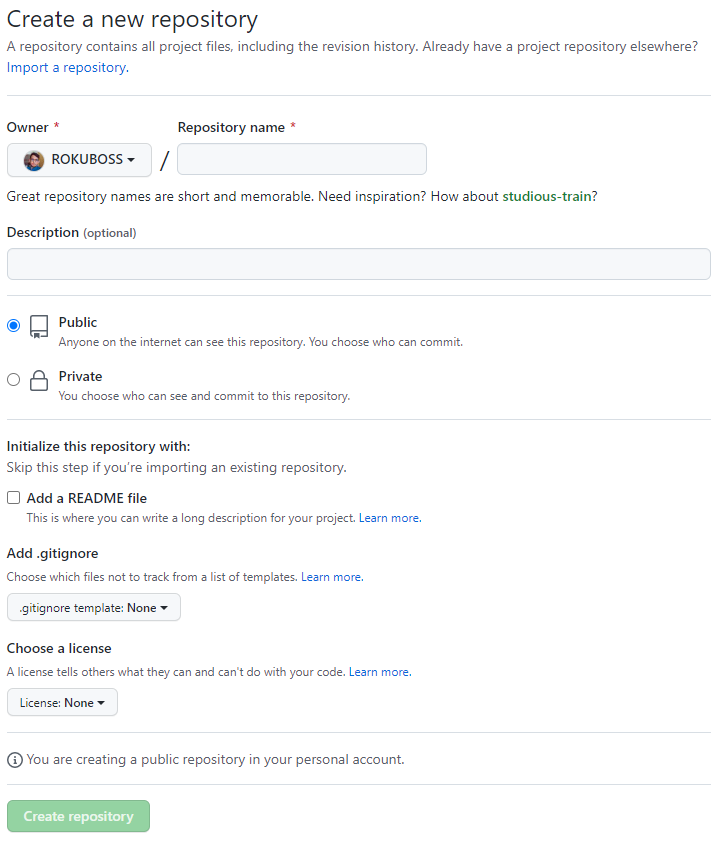 Create a new repository
A repository contains all project files, including the revision history. Already have a project repository elsewhere?
Import a repository.
Owner * Repository name *
ROKUBOSS /
Great repository names are short and memorable. Need inspiration? How about studious-train?
Description (optional)
Public
Anyone on the internet can see this repository. You choose who can commit.
Private
You choose who can see and commit to this repository.
Initialize this repository with:
Skip this step if you’re importing an existing repository.
Add a README file
This is where you can write a long description for your project. Learn more.
Add .gitignore
Choose which files not to track from a list of templates. Learn more.
.gitignore template: None
Choose a license
A license tells others what they can and can't do with your code. Learn more.
License: None
You are creating a public repository in your personal account.
Create repository